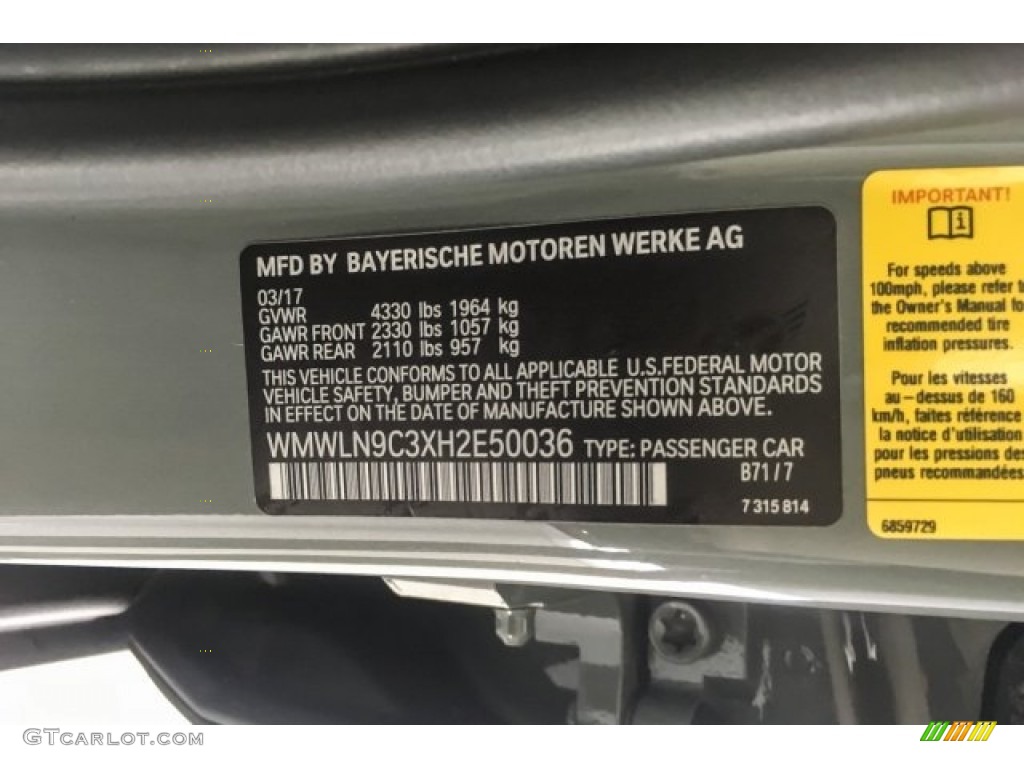 MFD BY BAYERISCHE MOTOREN WERKE AG
03/17
GVWR 4330 lbs 1964 kg
GAWR FRONT 2330 lbs 1057 kg
GAWR REAR 2110 lbs 957 kg
THIS VEHICLE CONFORMS TO ALL APPLICABLE U.S.FEDERAL MOTOR
VEHICLE SAFETY, BUMPER AND THEFT PREVENTION STANDARDS
IN EFFECT ON THE DATE OF MANUFACTURE SHOWN ABOVE.
WMWLN9C3XH2E50036 TYPE: PASSENGER CAR
B71/7
7 315 814
IMPORTANT!
i
For speeds above
100mph, please refer
the Owner's Manual
recommended tire
inflation pressures.
Pour les vitesses
au-dessus de 160
km/h, faites référence
la notice d'utilisation
pour les pressions des
pneus recommandées.
6859729
GTcarlot.com